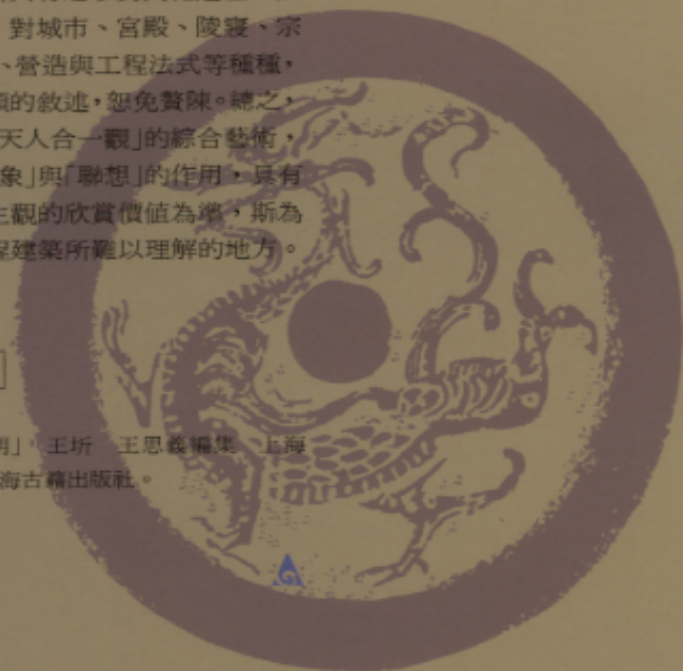 對城市、宮殿、陵寢、宗
、營造與工程法式等種種,
的敘述,恕免贅陳。總之,
天人合一觀」的綜合藝術,
象」與「聯想」的作用,具有
觀的欣賞價值為準,斯為
建築所難以理解的地方。
」。王圻 王思義編集 上海
海古籍出版社。